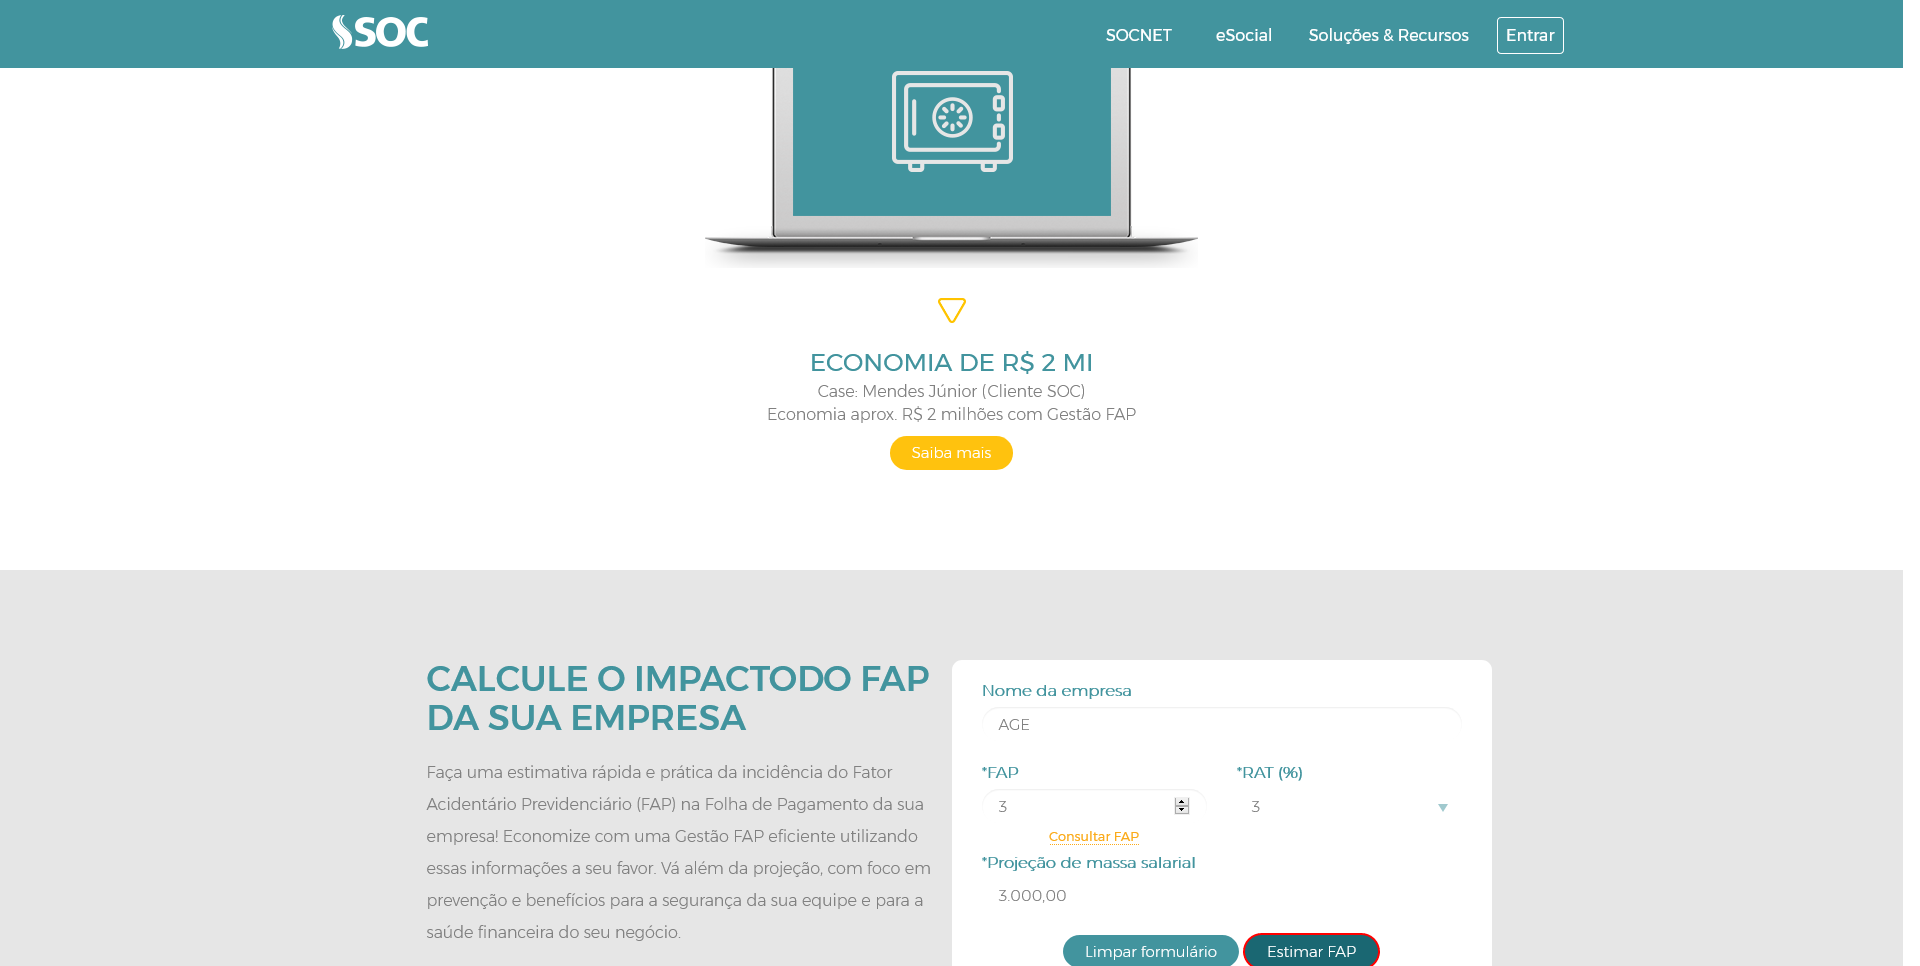 SOC
SOCNET
eSocial
Soluções & Recursos
Entrar
ECONOMIA DE R$ 2 MI
Case: Mendes Júnior (Cliente SOC)
Economia aprox. R$ 2 milhões com Gestão FAP
Saiba mais
CALCULE O IMPACTODO FAP
DA SUA EMPRESA
Faça uma estimativa rápida e prática da incidência do Fator
Acidentário Previdenciário (FAP) na Folha de Pagamento da sua
empresa! Economize com uma Gestão FAP eficiente utilizando
essas informações a seu favor. Vá além da projeção, com foco em
prevenção e benefícios para a segurança da sua equipe e para a
saúde financeira do seu negócio.
Nome da empresa
AGE
*FAP
*RAT (%)
3
3
Consultar FAP
*Projeção de massa salarial
3.000,00
Limpar formulário
Estimar FAP